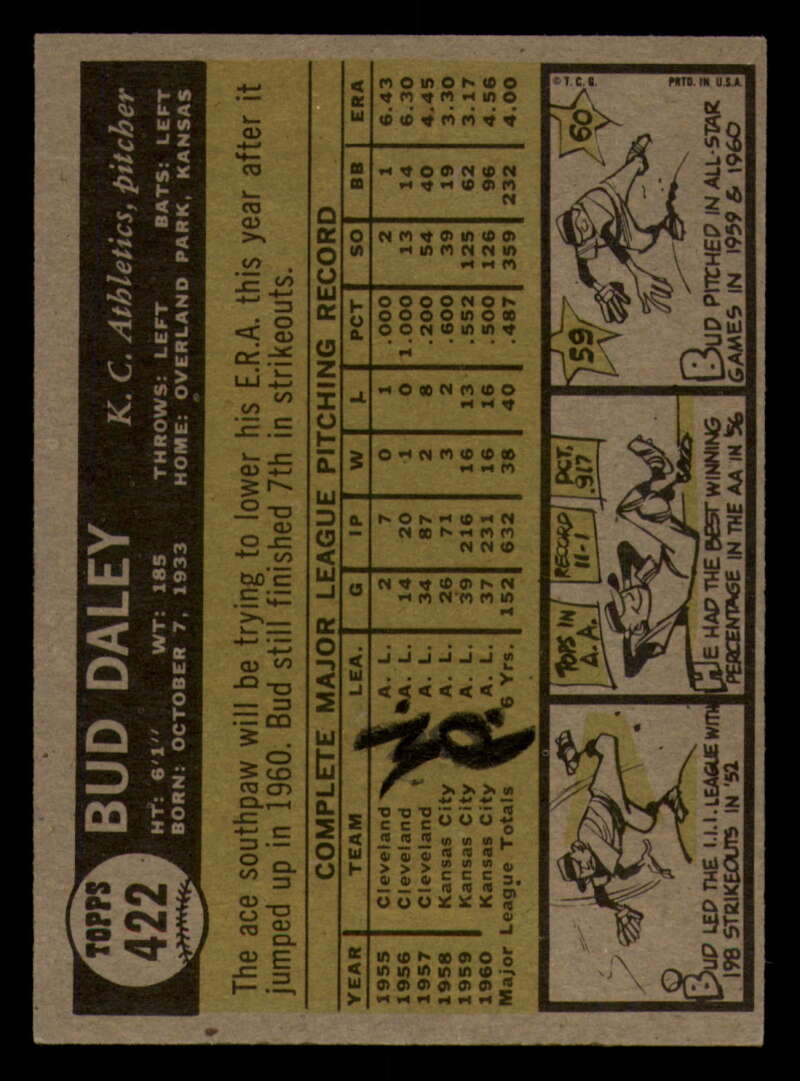 TOPPS
422
BUD DALEY
K. C. Athletics, pitcher
HT: 6'1" WT: 185 THROWS: LEFT BATS: LEFT
BORN: OCTOBER 7, 1933 HOME: OVERLAND PARK, KANSAS
The ace southpaw will be trying to lower his E.R.A. this year after it
jumped up in 1960. Bud still finished 7th in strikeouts.
COMPLETE MAJOR LEAGUE PITCHING RECORD
YEAR TEAM LEA. G IP W L PCT SO BB ERA
1955 Cleveland A. L. 2 7 0 1 .000 2 1 6.43
1956 Cleveland A. L. 14 20 1 0 1.000 13 14 6.30
1957 Cleveland A. L. 34 87 2 8 .200 54 40 4.45
1958 Kansas City A. L. 26 71 3 2 .600 39 19 3.30
1959 Kansas City A. L. 39 216 16 13 .552 125 62 3.17
1960 Kansas City A. L. 37 231 16 16 .500 126 96 4.56
Major League Totals 6 Yrs. 152 632 38 40 .487 359 232 4.00
BUD LED THE I.I.I. LEAGUE WITH
198 STRIKEOUTS IN '52
TOPS IN
A.A.
RECORD
11-1
PCT.
.917
HE HAD THE BEST WINNING
PERCENTAGE IN THE AA IN '56
© T. C. G. PRTD. IN U.S.A.
59
60
BUD PITCHED IN ALL-STAR
GAMES IN 1959 & 1960